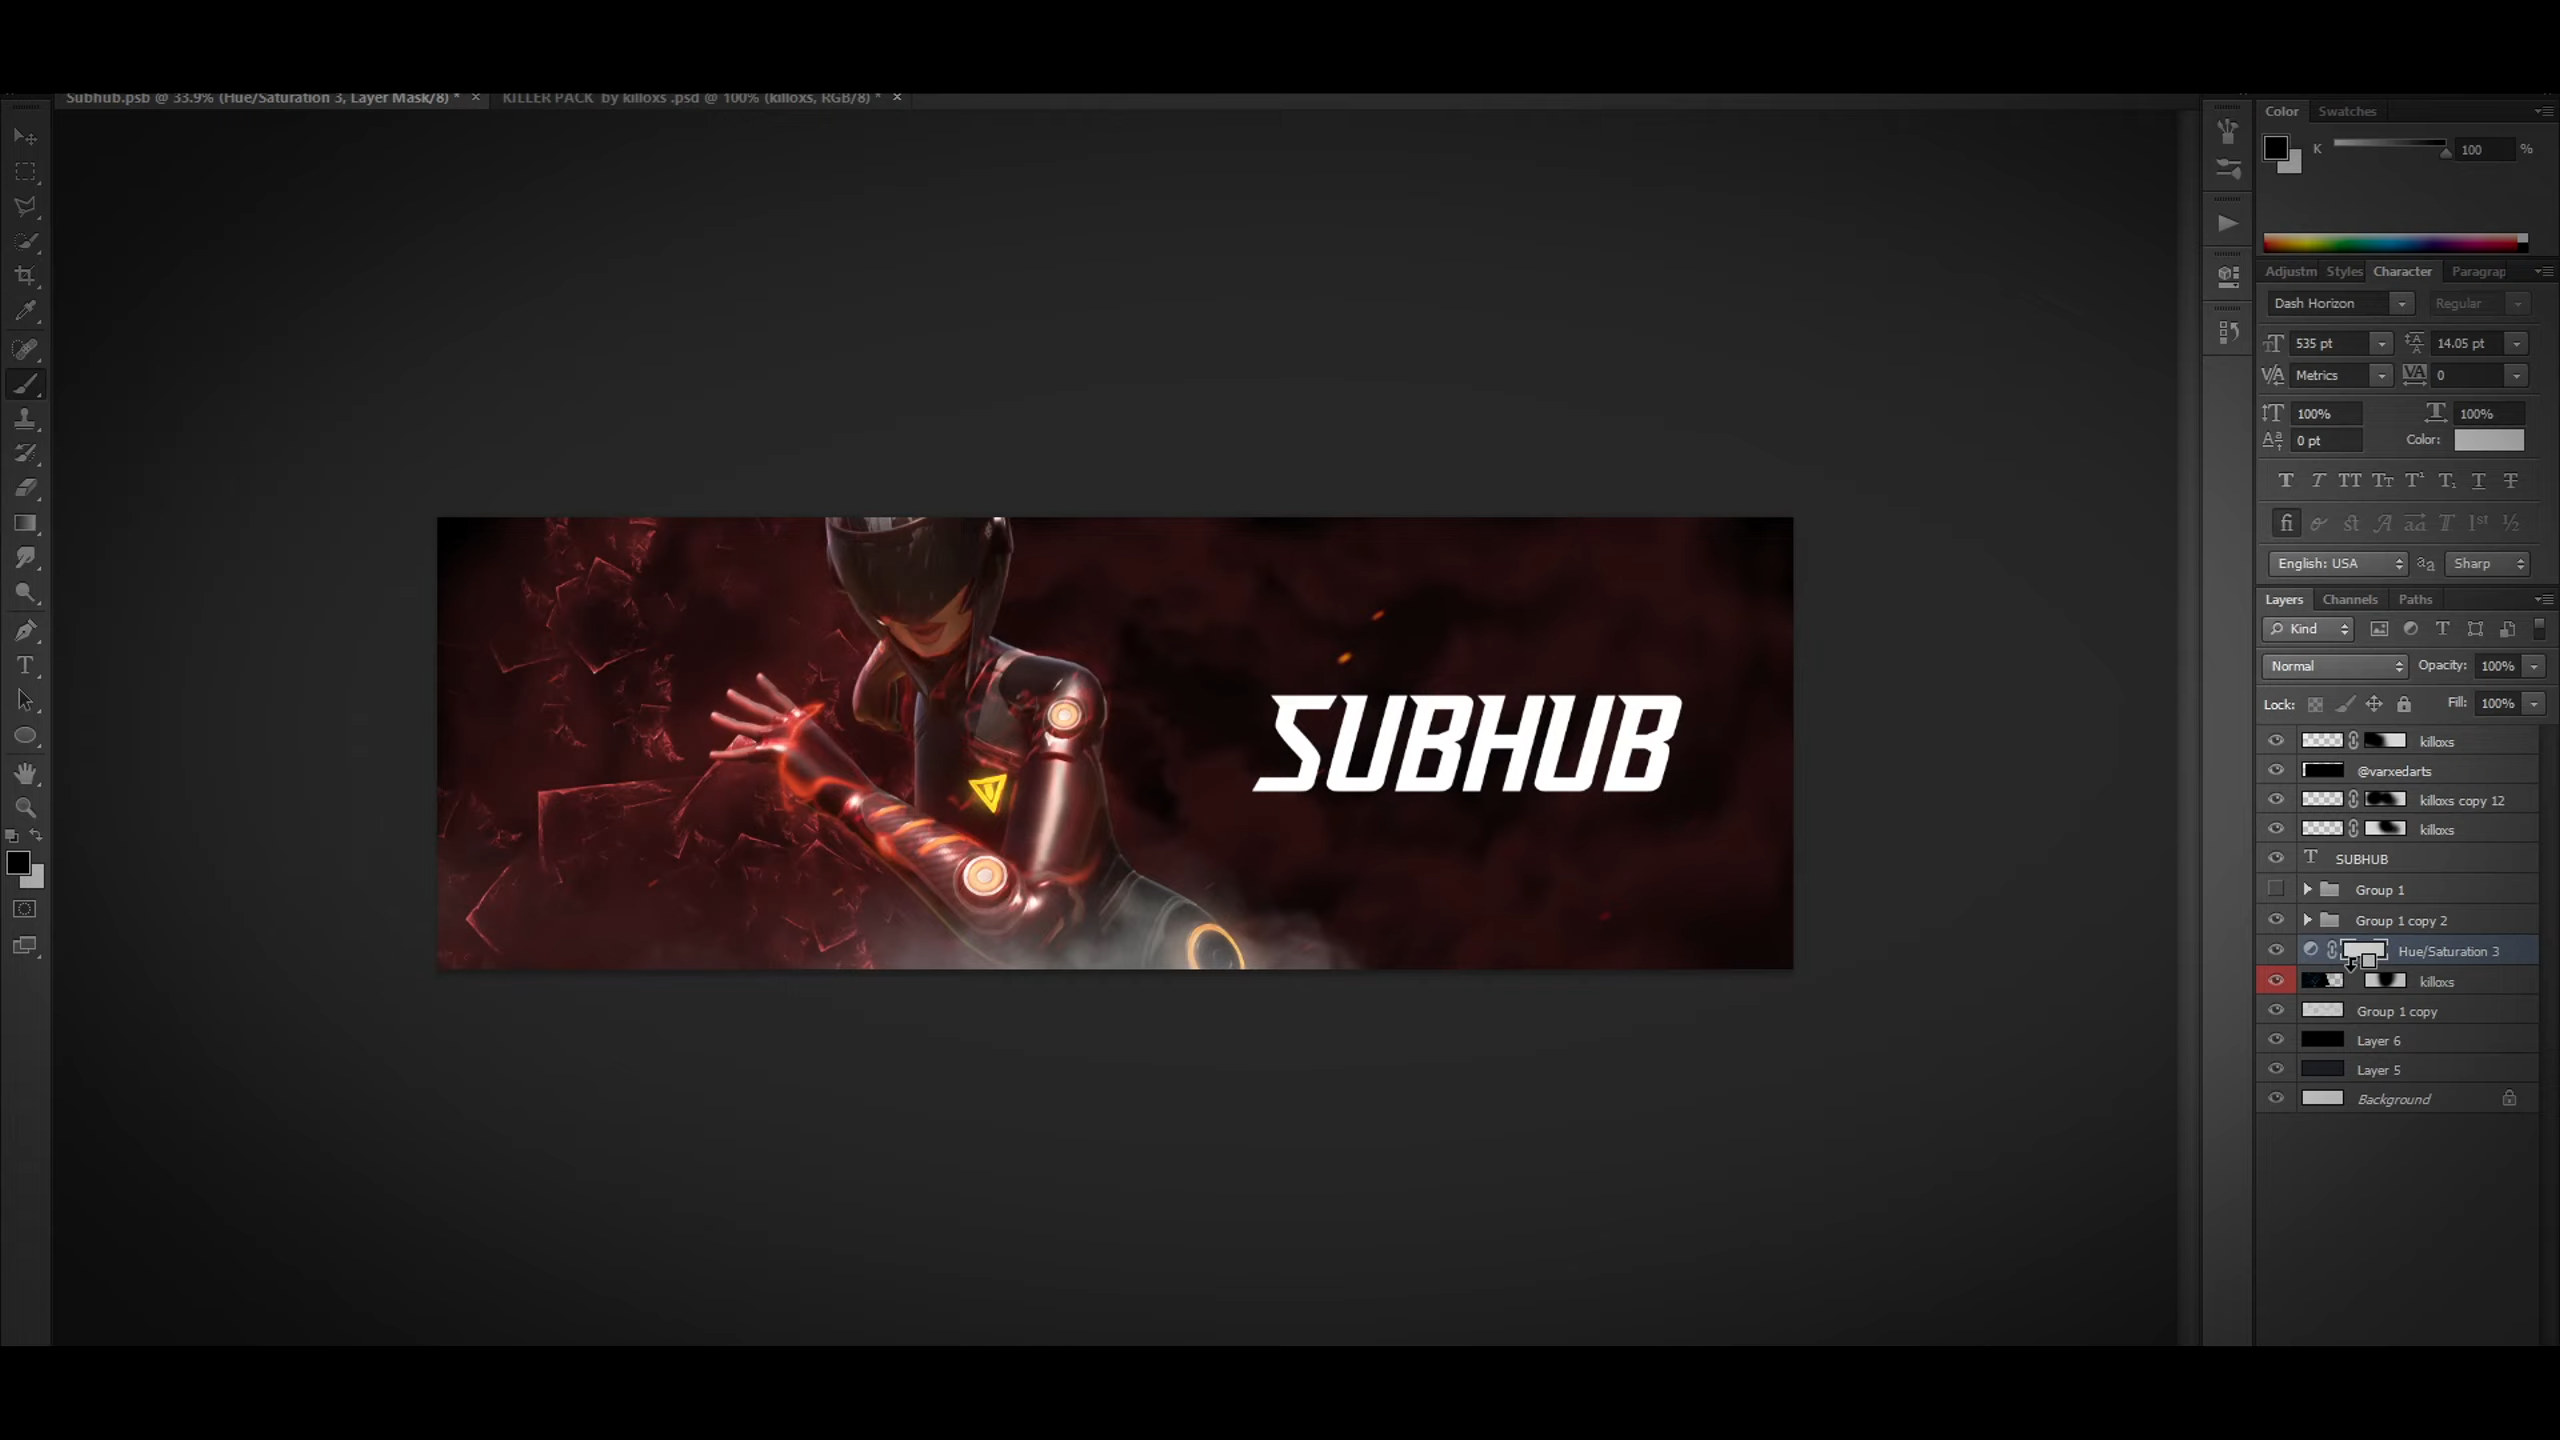 Subhub.psb @ 33.9% (Hue/Saturation 3, Layer Mask/8) * ×
KILLER PACK by killoxs .psd @ 100% (killoxs, RGB/8) * ×
Color Swatches
K 100 %
Adjustm Styles Character Paragrap
Dash Horizon Regular
535 pt 14.05 pt
Metrics 0
100% 100%
0 pt Color:
English: USA aa Sharp
Layers Channels Paths
Kind
Normal Opacity: 100%
Lock: Fill: 100%
killoxs
@varxedarts
killoxs copy 12
killoxs
SUBHUB
Group 1
Group 1 copy 2
Hue/Saturation 3
killoxs
Group 1 copy
Layer 6
Layer 5
Background
SUBHUB